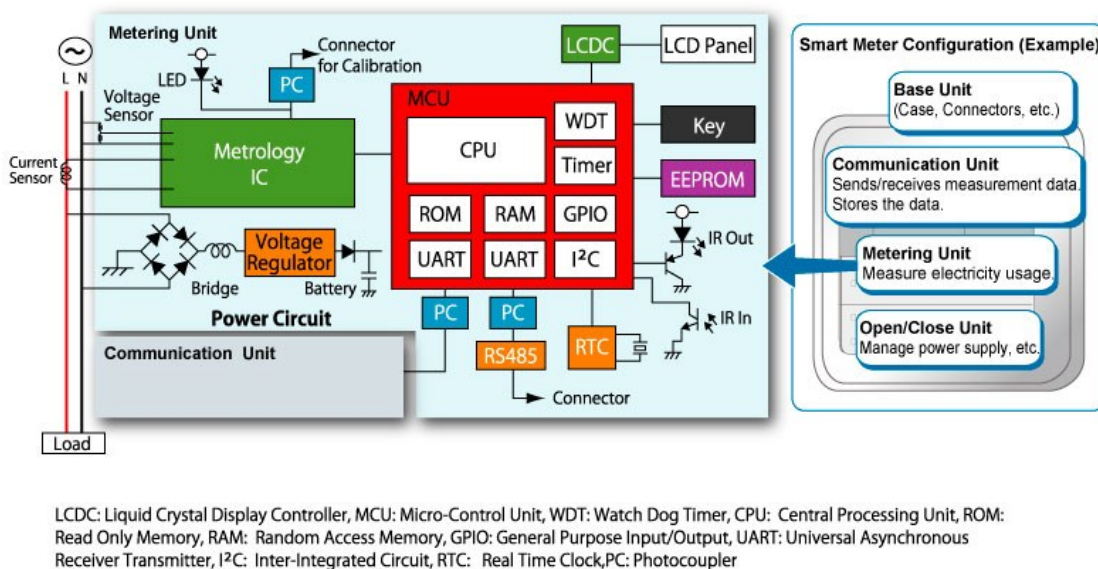 Metering Unit
L N
Voltage
Sensor
Current
Sensor
LED
PC
Connector
for Calibration
Metrology
IC
LCDC
LCD Panel
MCU
CPU
WDT
Timer
ROM
RAM
GPIO
UART
UART
I²C
Key
EEPROM
IR Out
IR In
Voltage
Regulator
Bridge
Battery
Power Circuit
Communication Unit
PC
PC
RS485
RTC
Connector
Load
Smart Meter Configuration (Example)
Base Unit
(Case, Connectors, etc.)
Communication Unit
Sends/receives measurement data.
Stores the data.
Metering Unit
Measure electricity usage.
Open/Close Unit
Manage power supply, etc.
LCDC: Liquid Crystal Display Controller, MCU: Micro-Control Unit, WDT: Watch Dog Timer, CPU: Central Processing Unit, ROM:
Read Only Memory, RAM: Random Access Memory, GPIO: General Purpose Input/Output, UART: Universal Asynchronous
Receiver Transmitter, I²C: Inter-Integrated Circuit, RTC: Real Time Clock,PC: Photocoupler